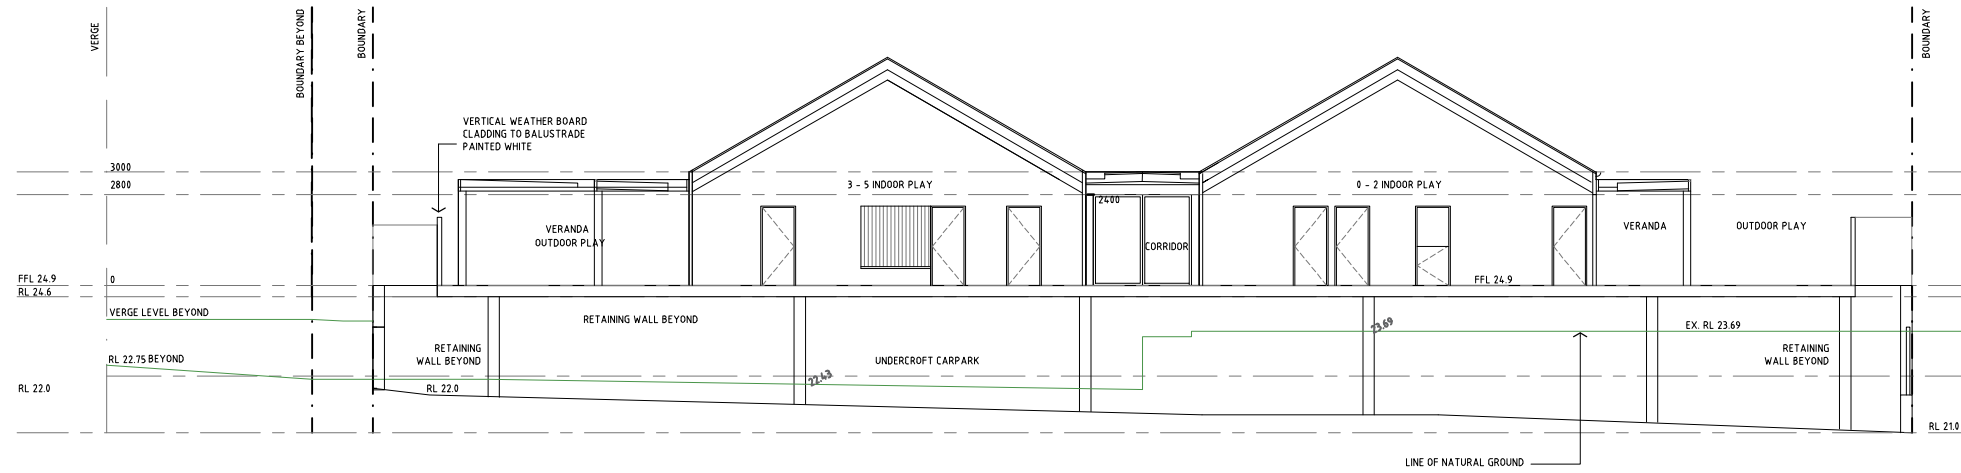 VERGE
BOUNDARY BEYOND
BOUNDARY
BOUNDARY
VERTICAL WEATHER BOARD
CLADDING TO BALUSTRADE
PAINTED WHITE
3000
2800
3 - 5 INDOOR PLAY
0 - 2 INDOOR PLAY
2400
VERANDA
OUTDOOR PLAY
CORRIDOR
VERANDA
OUTDOOR PLAY
FFL 24.9
0
FFL 24.9
RL 24.6
VERGE LEVEL BEYOND
RETAINING WALL BEYOND
23.69
EX. RL 23.69
RETAINING
WALL BEYOND
RL 22.75 BEYOND
UNDERCROFT CARPARK
RETAINING
WALL BEYOND
22.43
RL 22.0
RL 22.0
RL 21.0
LINE OF NATURAL GROUND